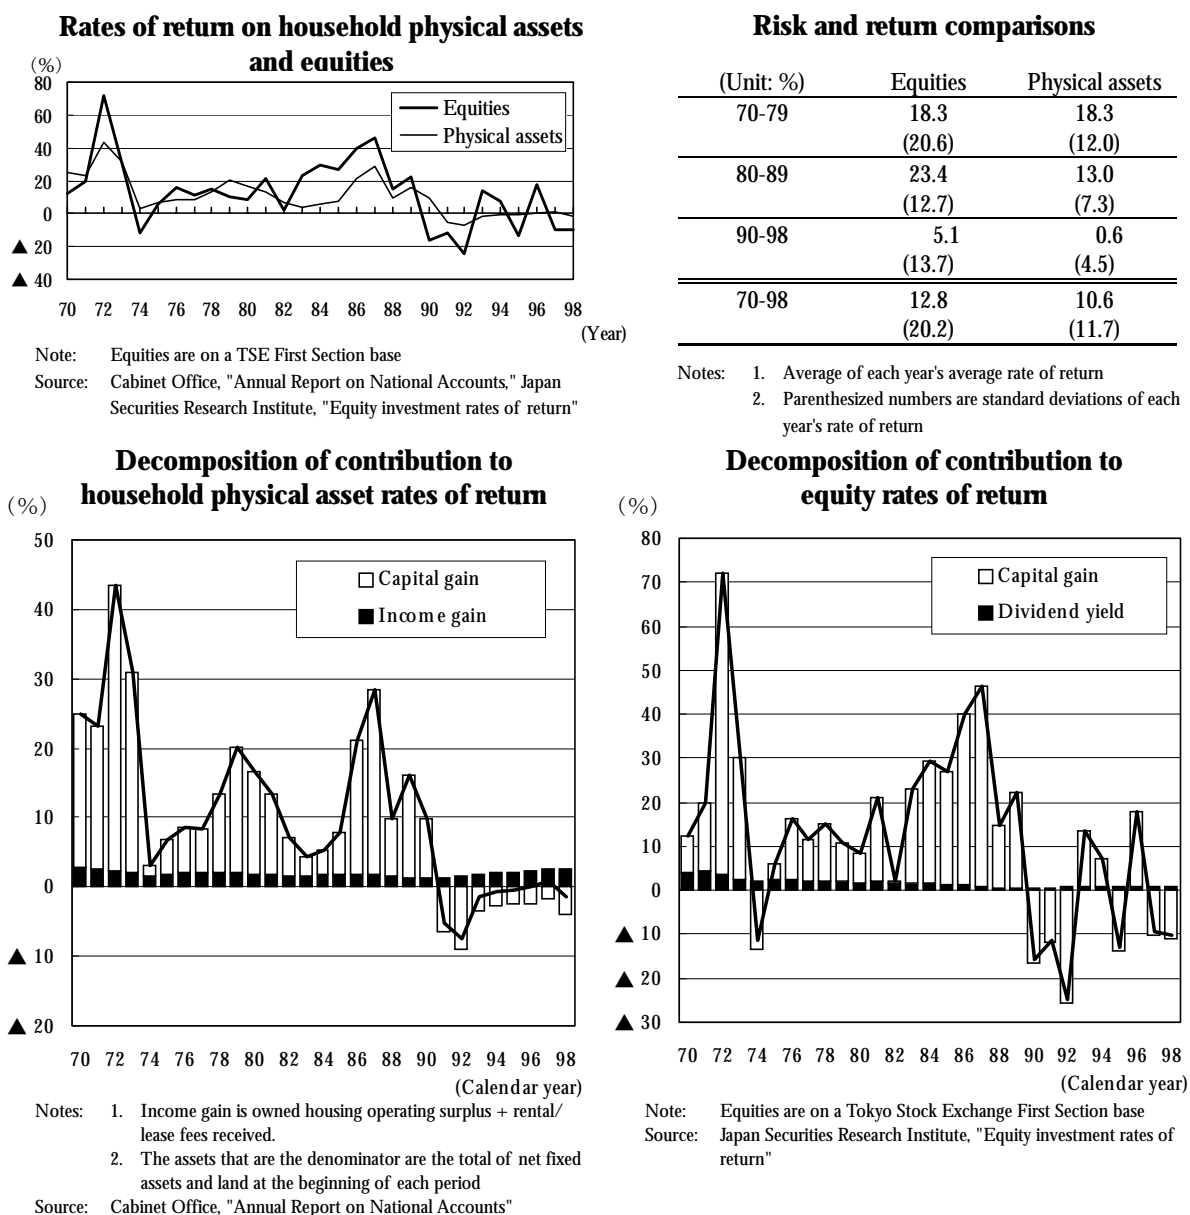 Rates of return on household physical assets
and equities
(%)
80
60
40
20
0
▲ 20
▲ 40
Equities
Physical assets
70 72 74 76 78 80 82 84 86 88 90 92 94 96 98
(Year)
Note: Equities are on a TSE First Section base
Source: Cabinet Office, "Annual Report on National Accounts," Japan
Securities Research Institute, "Equity investment rates of return"
Risk and return comparisons
(Unit: %) Equities Physical assets
70-79 18.3 18.3
(20.6) (12.0)
80-89 23.4 13.0
(12.7) (7.3)
90-98 5.1 0.6
(13.7) (4.5)
70-98 12.8 10.6
(20.2) (11.7)
Notes: 1. Average of each year's average rate of return
2. Parenthesized numbers are standard deviations of each
year's rate of return
Decomposition of contribution to
household physical asset rates of return
(%)
50
40
30
20
10
0
▲ 10
▲ 20
Capital gain
Income gain
70 72 74 76 78 80 82 84 86 88 90 92 94 96 98
(Calendar year)
Notes: 1. Income gain is owned housing operating surplus + rental/
lease fees received.
2. The assets that are the denominator are the total of net fixed
assets and land at the beginning of each period
Source: Cabinet Office, "Annual Report on National Accounts"
Decomposition of contribution to
equity rates of return
(%)
80
70
60
50
40
30
20
10
0
▲ 10
▲ 20
▲ 30
Capital gain
Dividend yield
70 72 74 76 78 80 82 84 86 88 90 92 94 96 98
(Calendar year)
Note: Equities are on a Tokyo Stock Exchange First Section base
Source: Japan Securities Research Institute, "Equity investment rates of
return"